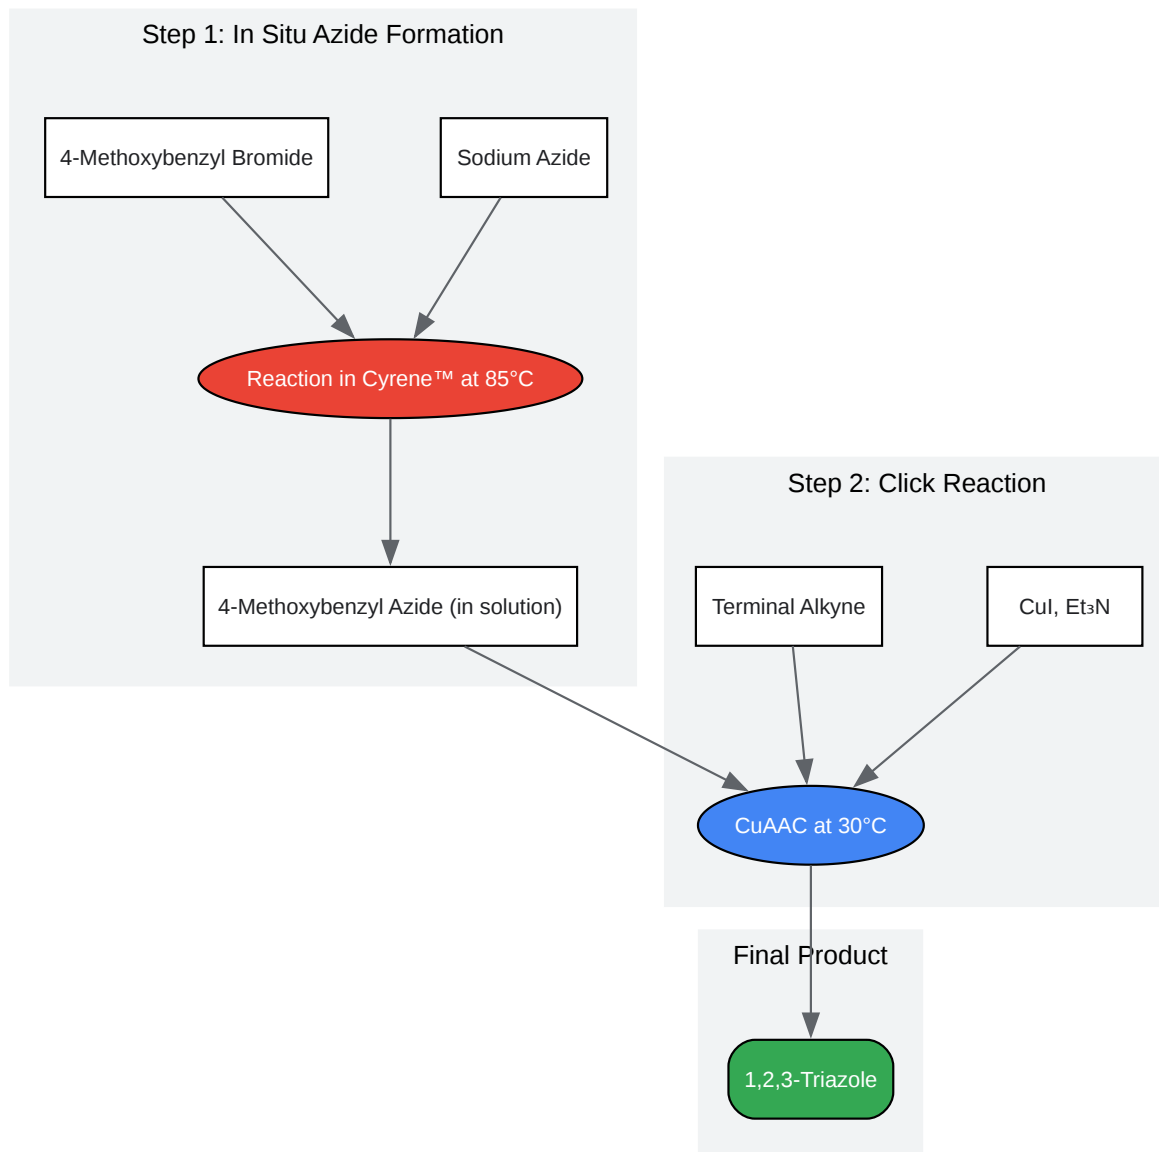 Step 1: In Situ Azide Formation
4-Methoxybenzyl Bromide
Sodium Azide
Reaction in Cyrene™ at 85°C
4-Methoxybenzyl Azide (in solution)
Step 2: Click Reaction
Terminal Alkyne
CuI, Et₃N
CuAAC at 30°C
Final Product
1,2,3-Triazole